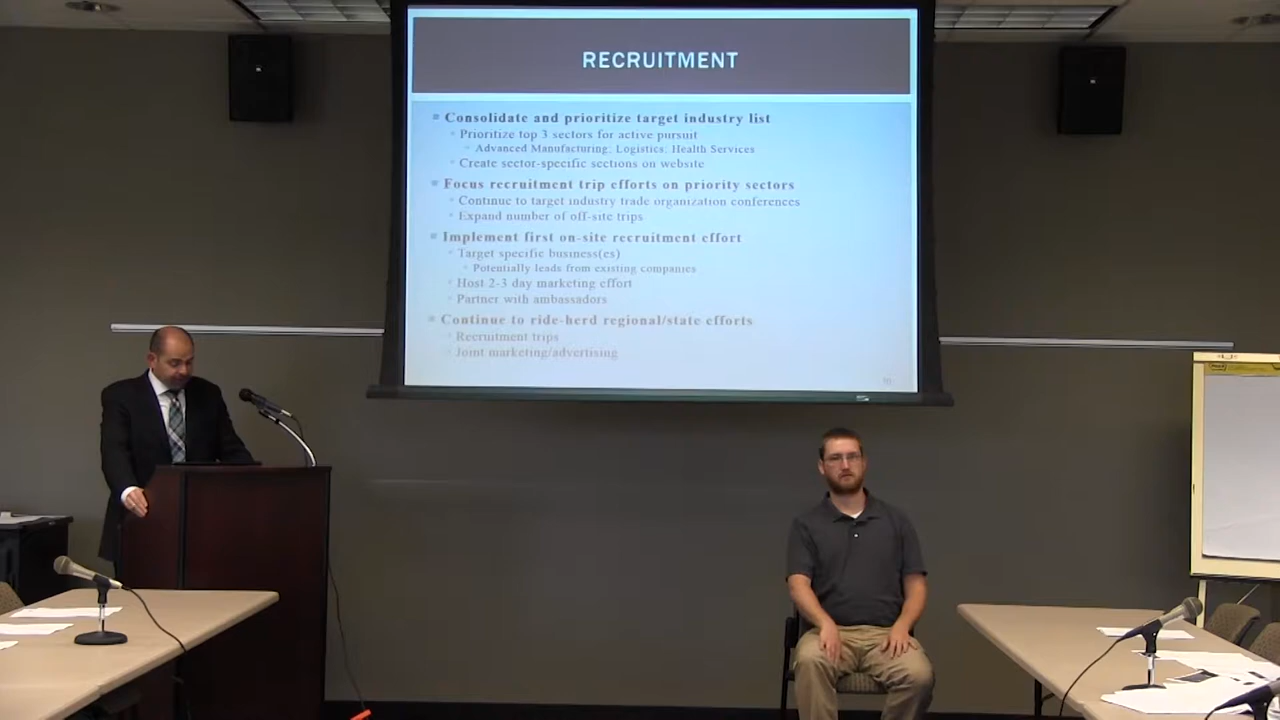 RECRUITMENT
Consolidate and prioritize target industry list
Prioritize top 3 sectors for active pursuit
Advanced Manufacturing; Logistics; Health Services
Create sector-specific sections on website
Focus recruitment trip efforts on priority sectors
Continue to target industry trade organization conferences
Expand number of off-site trips
Implement first on-site recruitment effort
Target specific business(es)
Potentially leads from existing companies
Host 2-3 day marketing effort
Partner with ambassadors
Continue to ride-herd regional/state efforts
Recruitment trips
Joint marketing/advertising